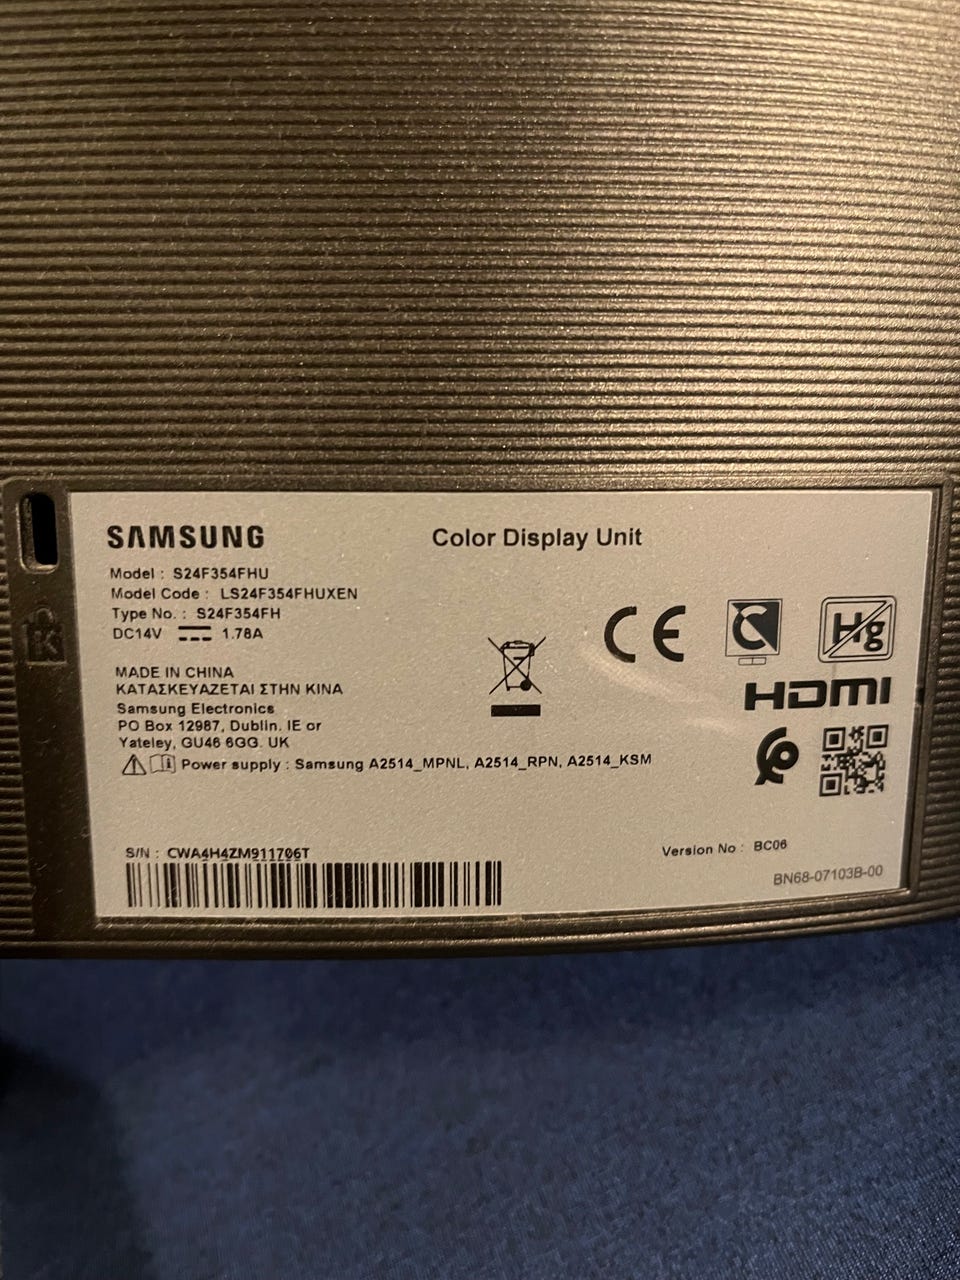 SAMSUNG
Color Display Unit
Model : S24F354FHU
Model Code : LS24F354FHUXEN
Type No. : S24F354FH
DC14V 1.78A
MADE IN CHINA
ΚΑΤΑΣΚΕΥΑΖΕΤΑΙ ΣΤΗΝ ΚΙΝΑ
Samsung Electronics
PO Box 12987, Dublin. IE or
Yateley, GU46 6GG. UK
Power supply : Samsung A2514_MPNL, A2514_RPN, A2514_KSM
CE
Hg
HDMI
S/N : CWA4H4ZM911706T
Version No : BC06
BN68-07103B-00
K